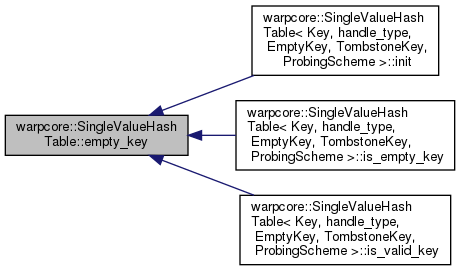 warpcore::SingleValueHash
Table< Key, handle_type,
EmptyKey, TombstoneKey,
ProbingScheme >::init
warpcore::SingleValueHash
Table::empty_key
warpcore::SingleValueHash
Table< Key, handle_type,
EmptyKey, TombstoneKey,
ProbingScheme >::is_empty_key
warpcore::SingleValueHash
Table< Key, handle_type,
EmptyKey, TombstoneKey,
ProbingScheme >::is_valid_key